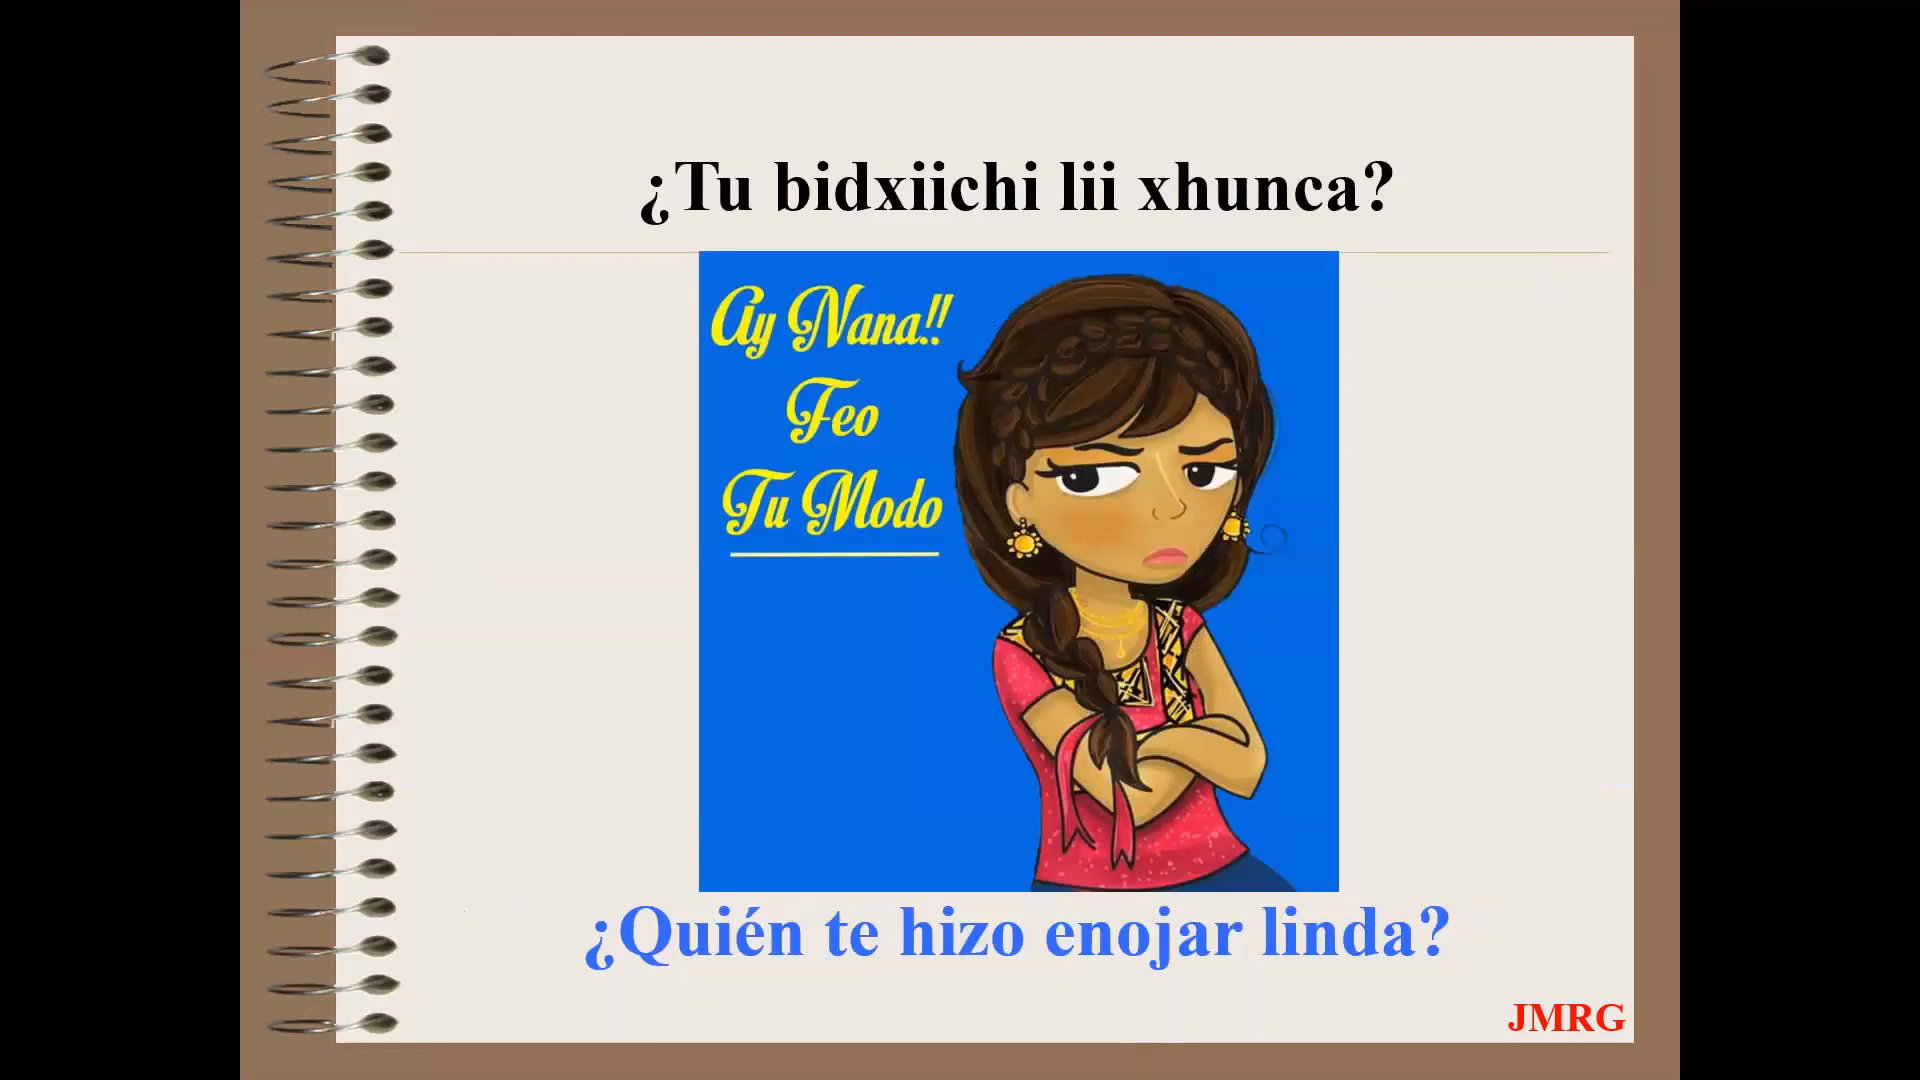 ¿Tu bidxiichi lii xhunca?
Ay Nana!!
Feo
Tu Modo
¿Quién te hizo enojar linda?
JMRG